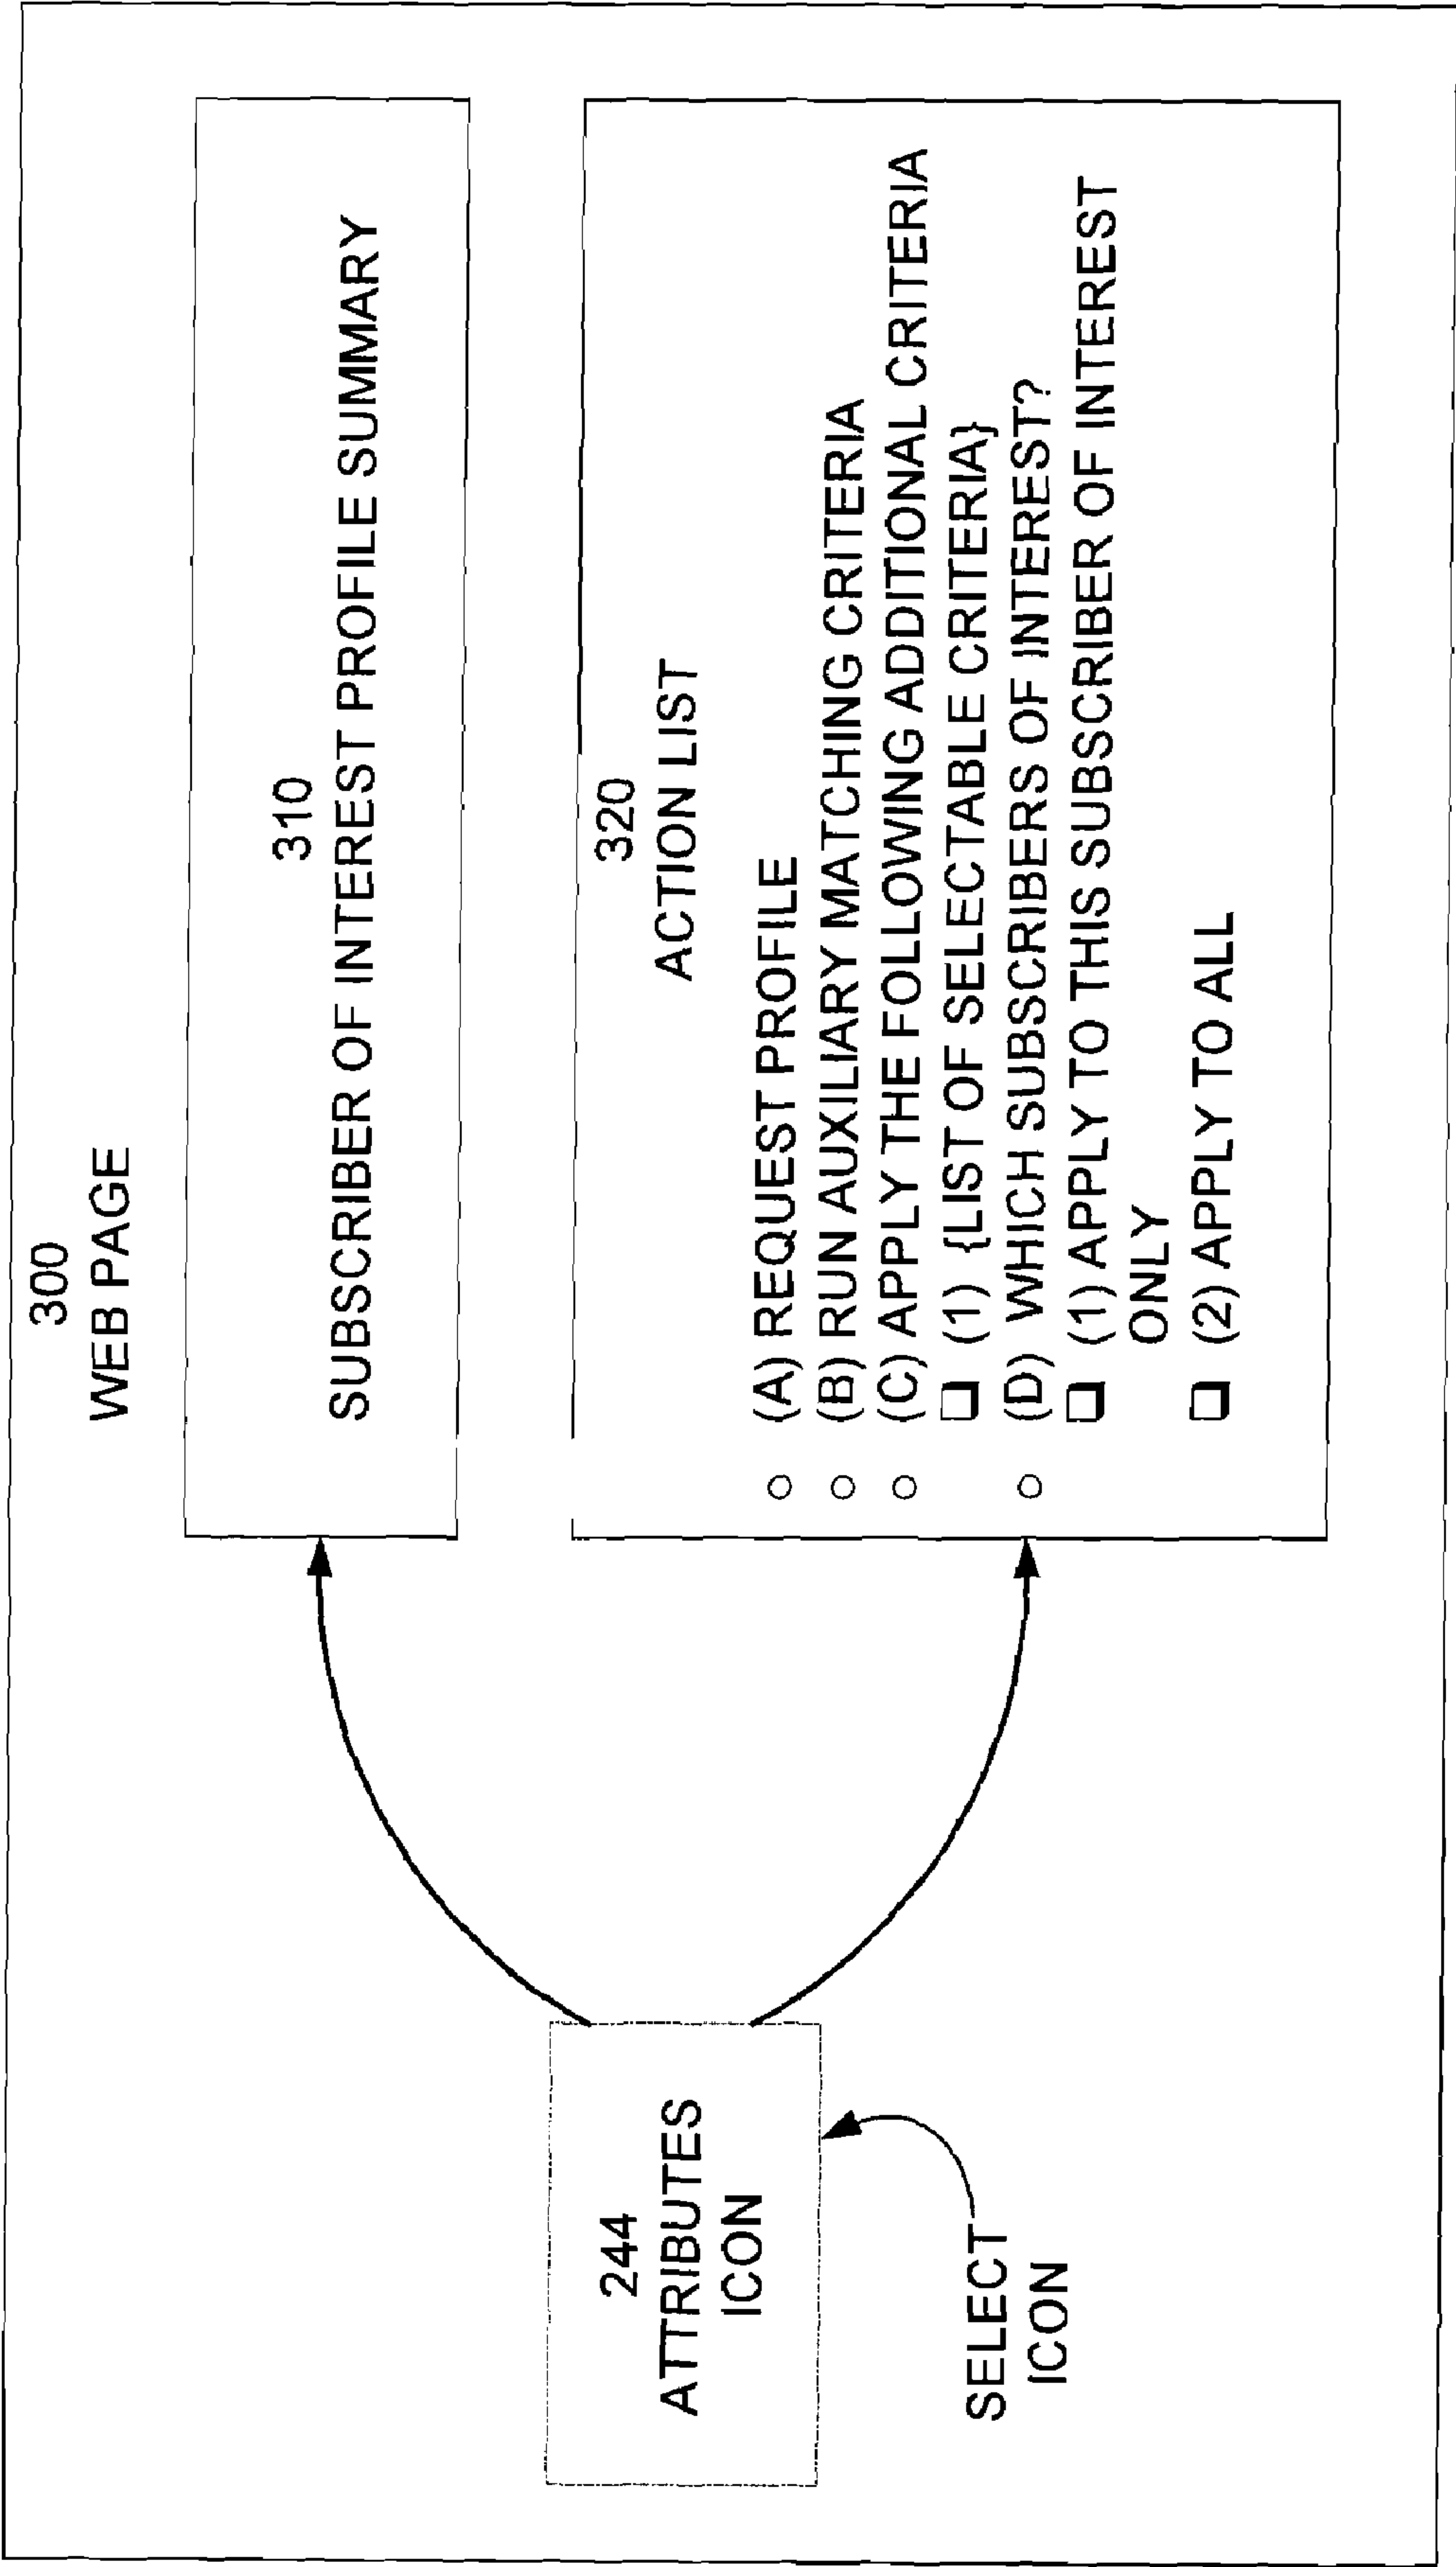 300
WEB PAGE
310
SUBSCRIBER OF INTEREST PROFILE SUMMARY
320
ACTION LIST
(A) REQUEST PROFILE
(B) RUN AUXILIARY MATCHING CRITERIA
(C) APPLY THE FOLLOWING ADDITIONAL CRITERIA
(1) {LIST OF SELECTABLE CRITERIA}
(D) WHICH SUBSCRIBERS OF INTEREST?
(1) APPLY TO THIS SUBSCRIBER OF INTEREST
ONLY
(2) APPLY TO ALL
244
ATTRIBUTES
ICON
SELECT
ICON